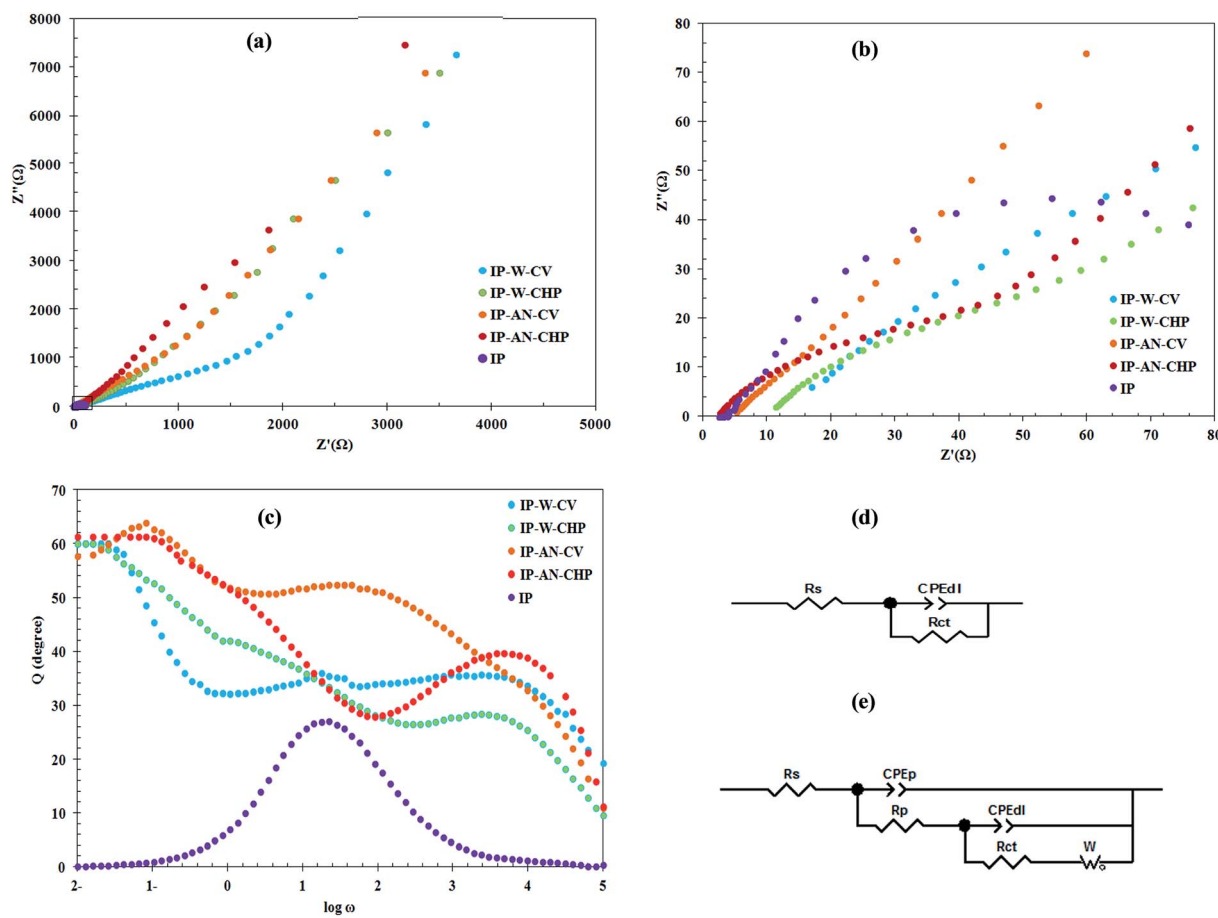 (a)
8000
7000
6000
5000
4000
3000
2000
1000
0
Z"(Ω)
0 1000 2000 3000 4000 5000
Z'(Ω)
IP-W-CV
IP-W-CHP
IP-AN-CV
IP-AN-CHP
IP
(b)
80
70
60
50
40
30
20
10
0
Z"(Ω)
0 10 20 30 40 50 60 70 80
Z'(Ω)
IP-W-CV
IP-W-CHP
IP-AN-CV
IP-AN-CHP
IP
(c)
70
60
50
40
30
20
10
0
Q (degree)
2- 1- 0 1 2 3 4 5
log ω
IP-W-CV
IP-W-CHP
IP-AN-CV
IP-AN-CHP
IP
(d)
Rs
CPEdl
Rct
(e)
Rs
CPEp
Rp
CPEdl
Rct
W